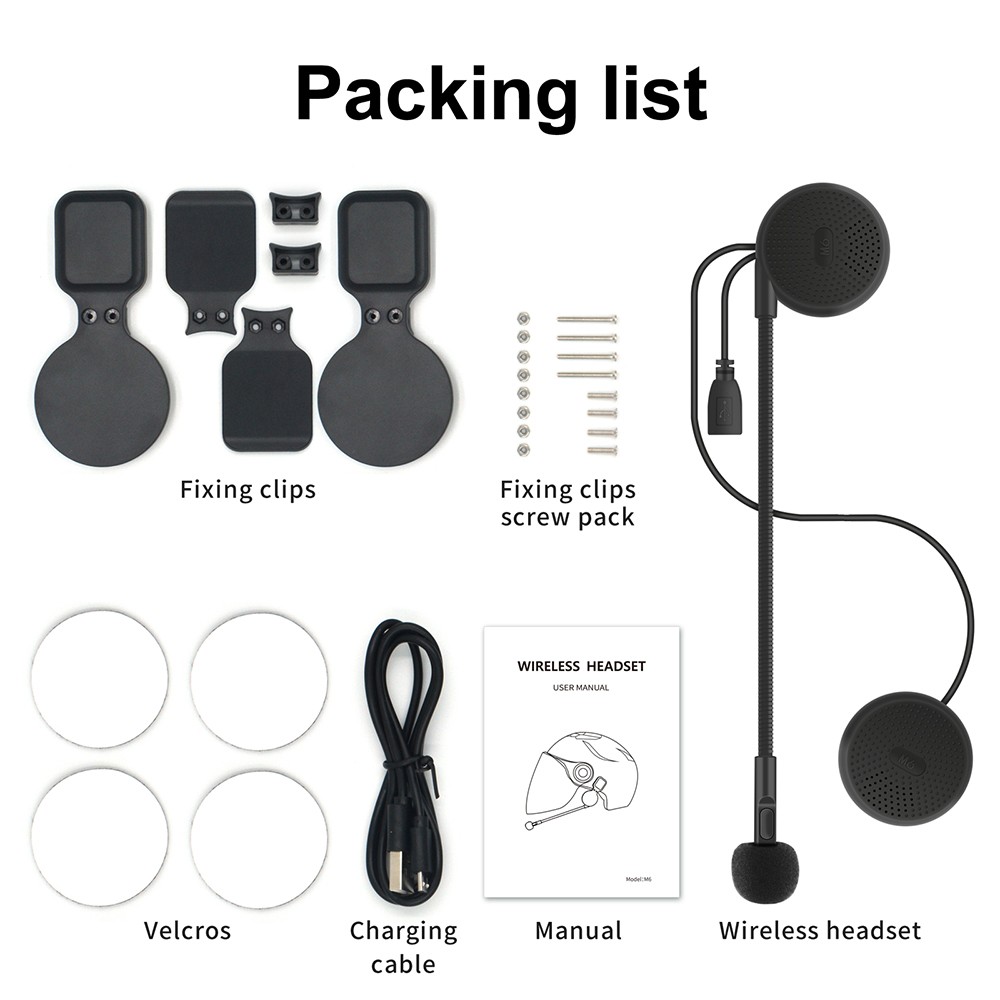 Packing list
Fixing clips
Fixing clips
screw pack
WIRELESS HEADSET
USER MANUAL
Model:M6
Velcros
Charging
cable
Manual
Wireless headset